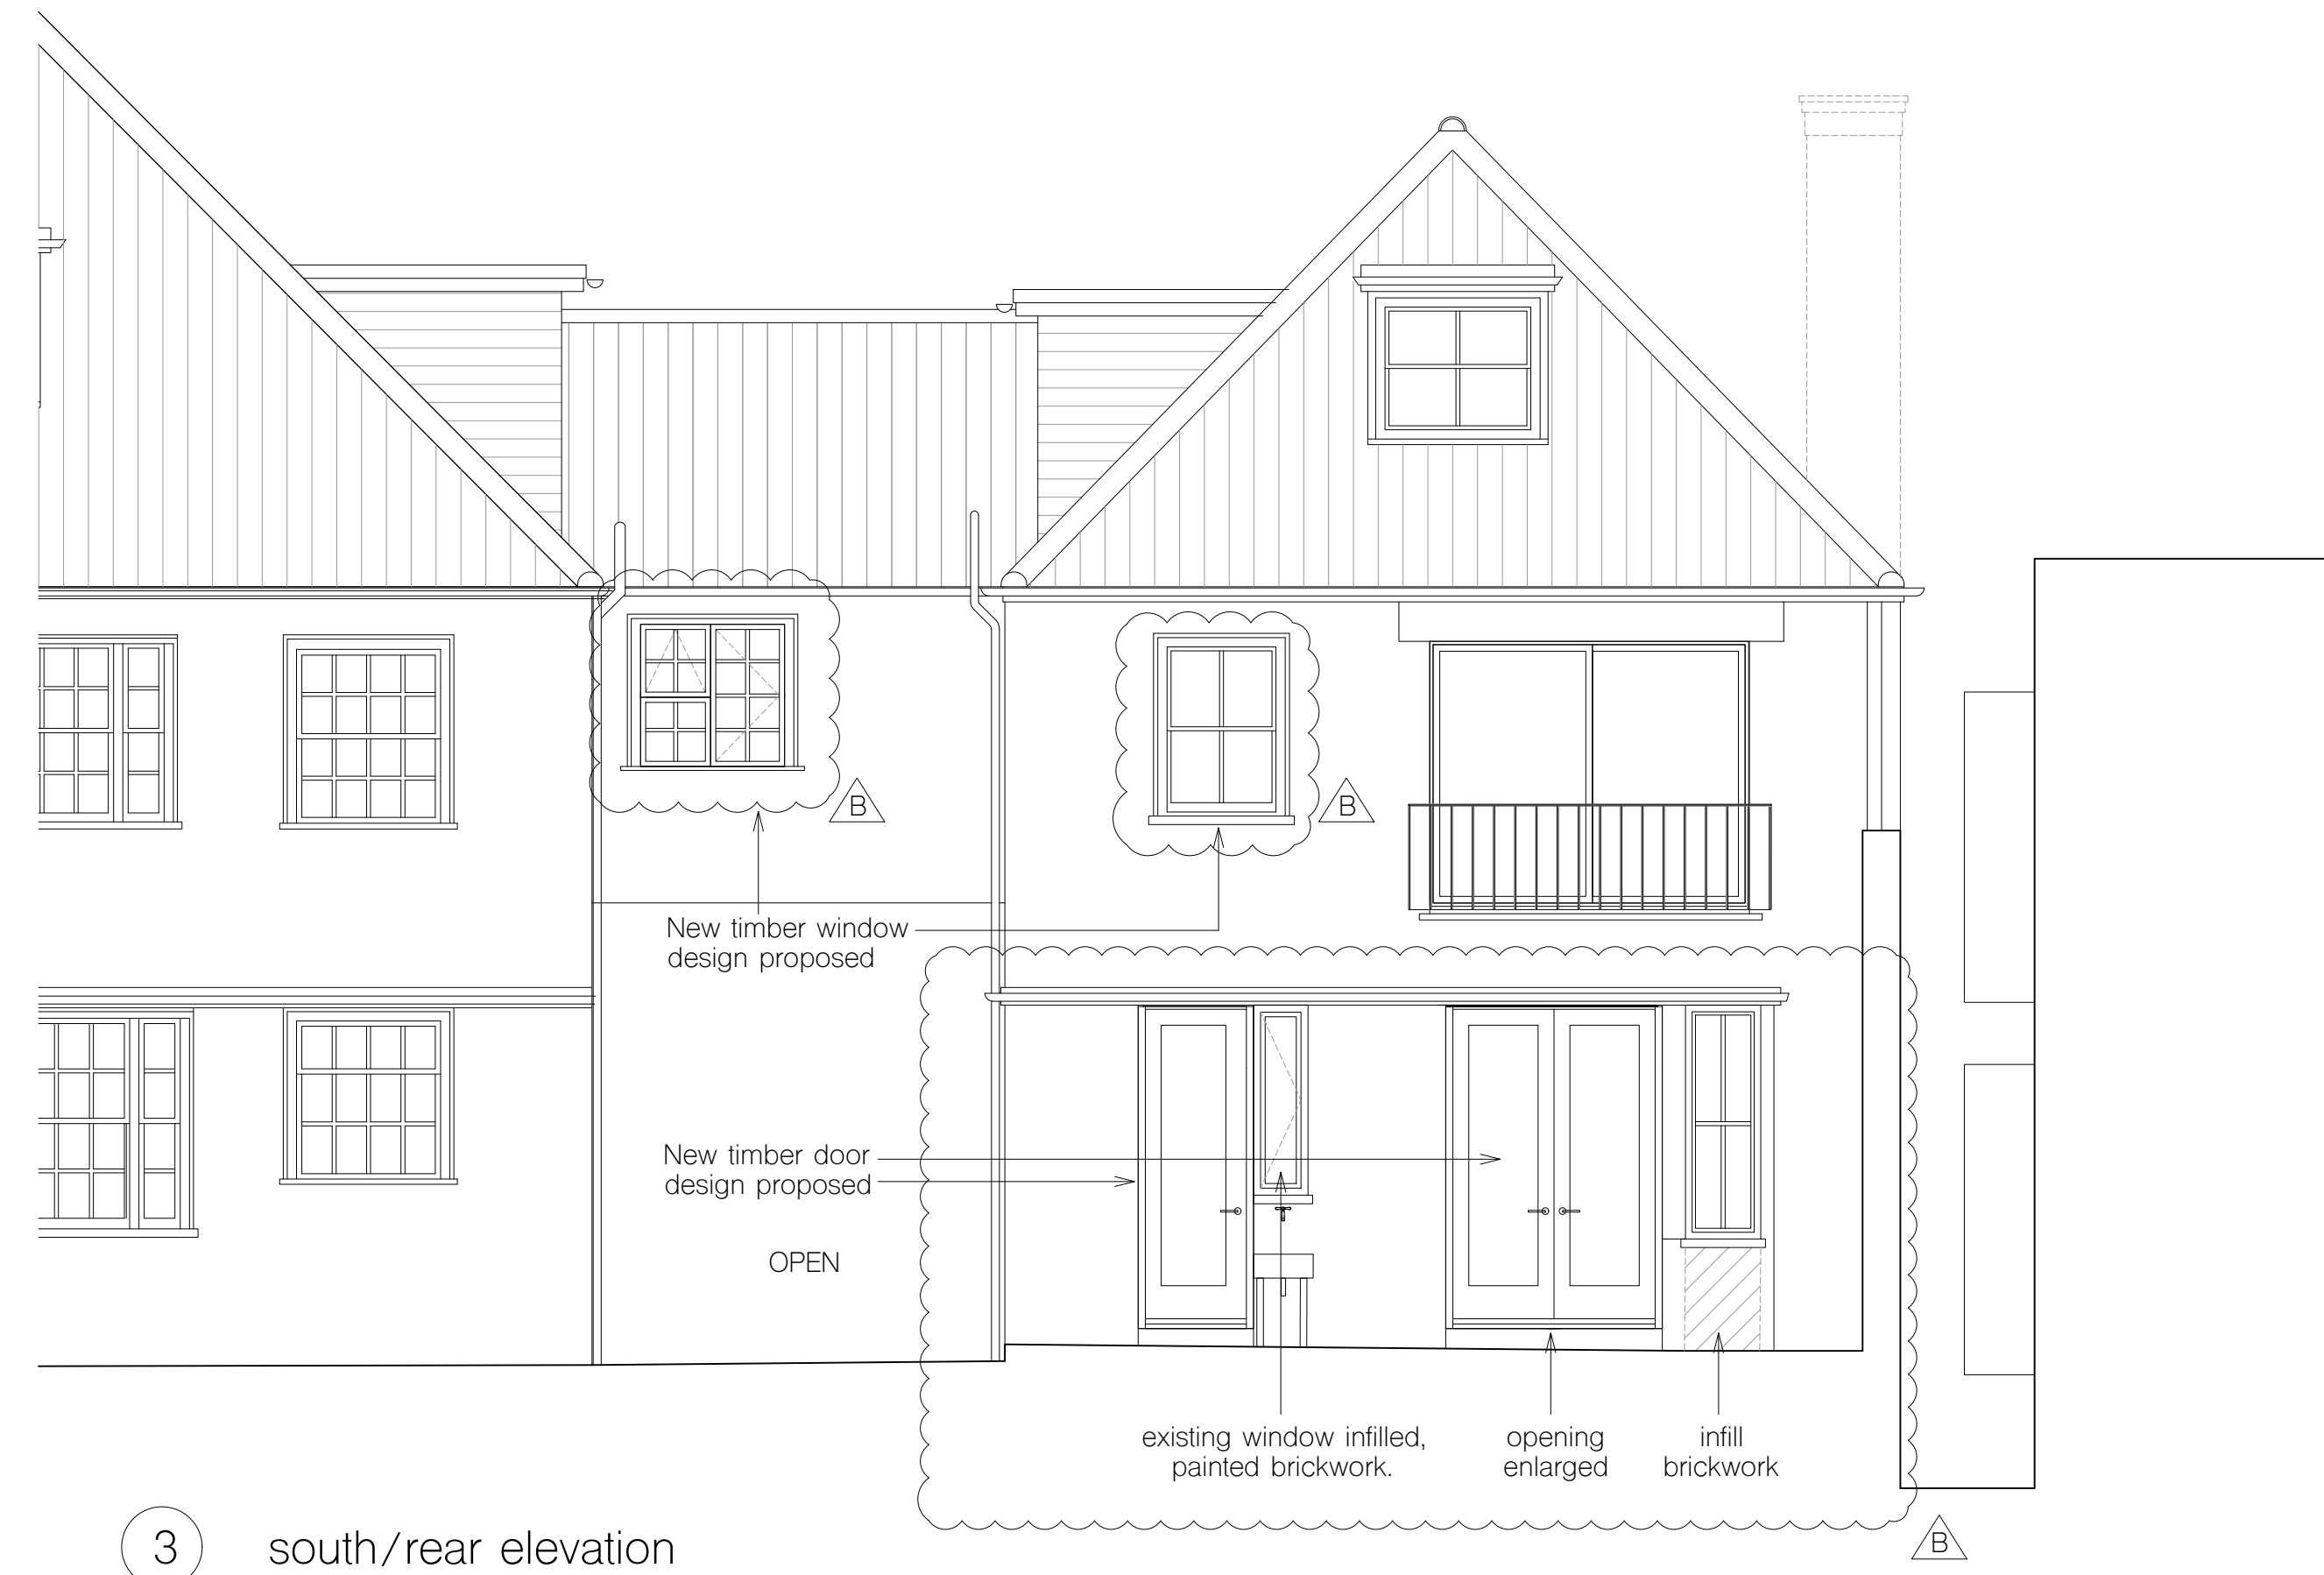 B
B
New timber window
design proposed
New timber door
design proposed
OPEN
existing window infilled,
painted brickwork.
opening
enlarged
infill
brickwork
B
3
south/rear elevation